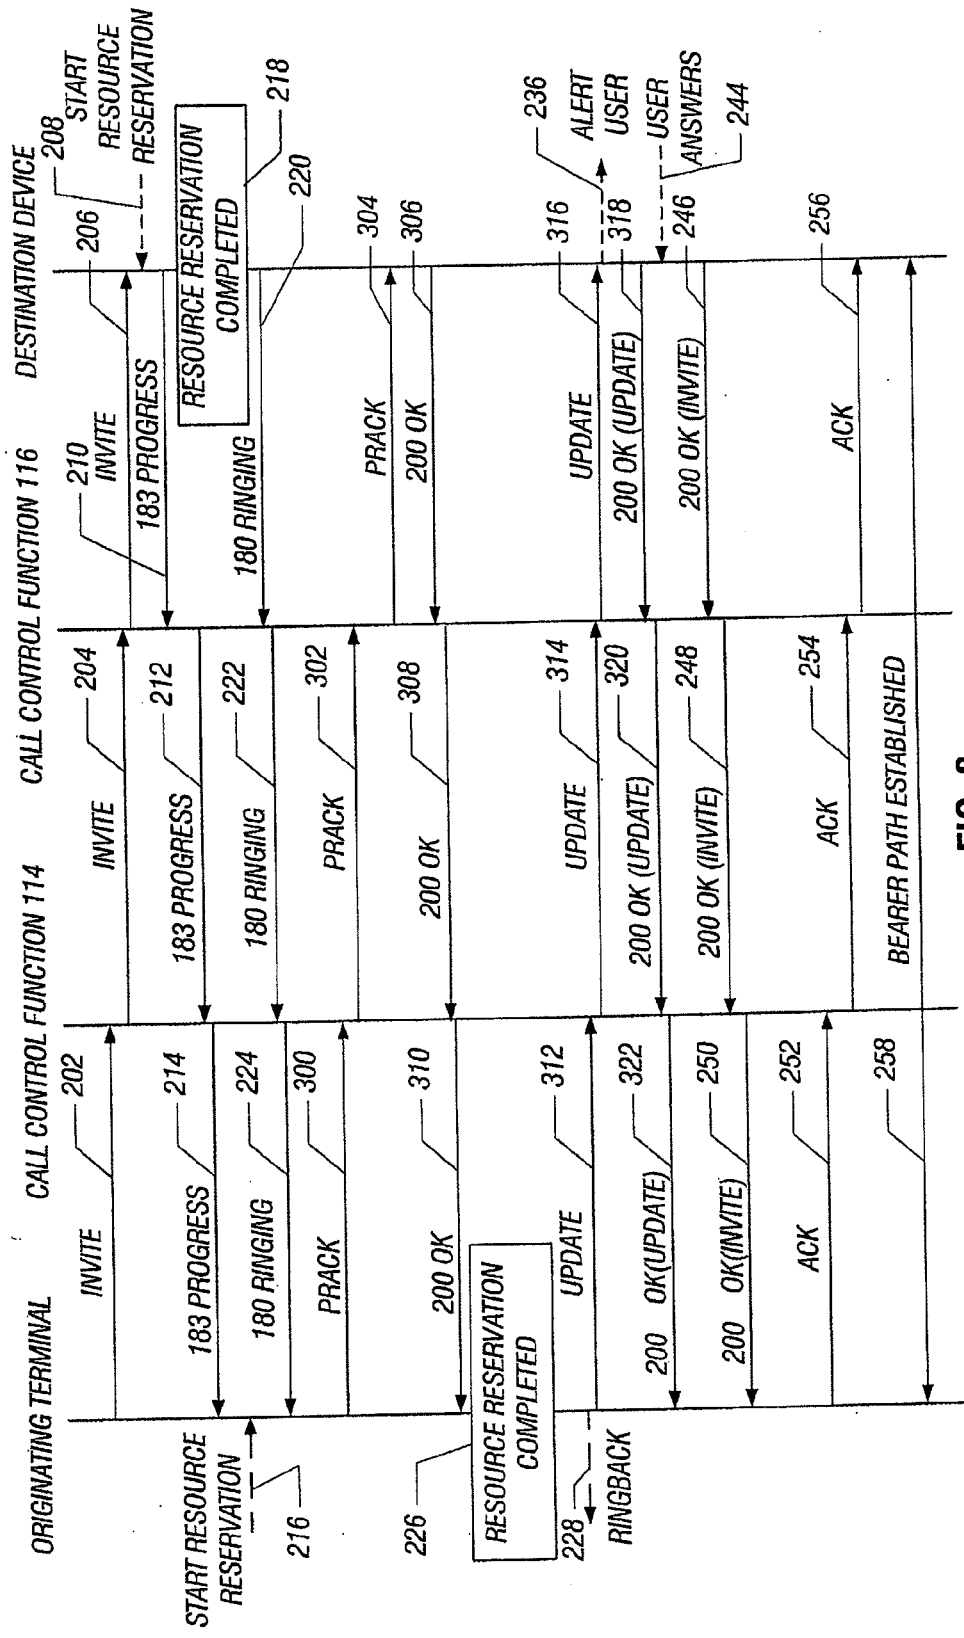 ORIGINATING TERMINAL
CALL CONTROL FUNCTION 114
CALL CONTROL FUNCTION 116
DESTINATION DEVICE
INVITE
202
INVITE
204
INVITE
206
208
START
RESOURCE
RESERVATION
210
183 PROGRESS
183 PROGRESS
212
183 PROGRESS
214
START RESOURCE
RESERVATION
216
RESOURCE RESERVATION
COMPLETED
218
180 RINGING
220
180 RINGING
222
180 RINGING
224
PRACK
300
PRACK
302
PRACK
304
200 OK
306
200 OK
308
200 OK
310
RESOURCE RESERVATION
COMPLETED
226
228
RINGBACK
UPDATE
312
UPDATE
314
UPDATE
316
236
ALERT
USER
200 OK (UPDATE)
318
200 OK (UPDATE)
320
200 OK(UPDATE)
322
USER
ANSWERS
244
200 OK (INVITE)
246
200 OK (INVITE)
248
200 OK(INVITE)
250
ACK
252
ACK
254
ACK
256
BEARER PATH ESTABLISHED
258